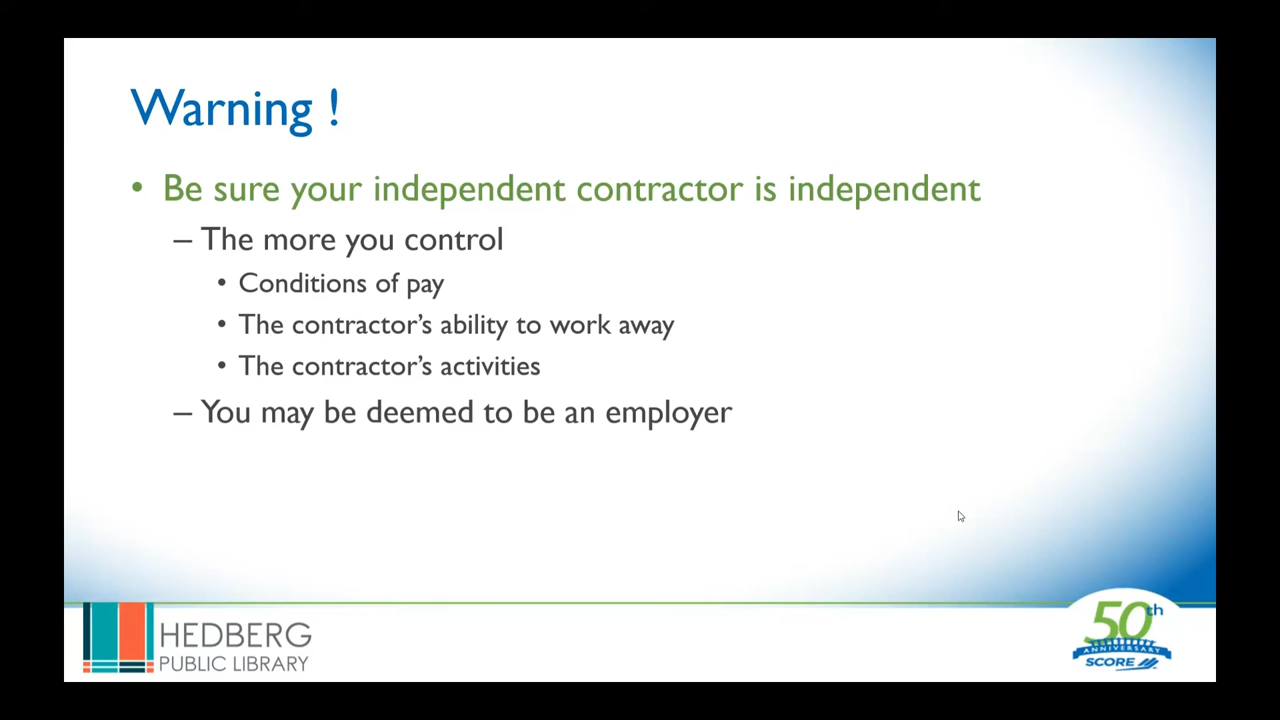 Warning !
• Be sure your independent contractor is independent
– The more you control
• Conditions of pay
• The contractor’s ability to work away
• The contractor’s activities
– You may be deemed to be an employer
HEDBERG
PUBLIC LIBRARY
50th
ANNIVERSARY
SCORE